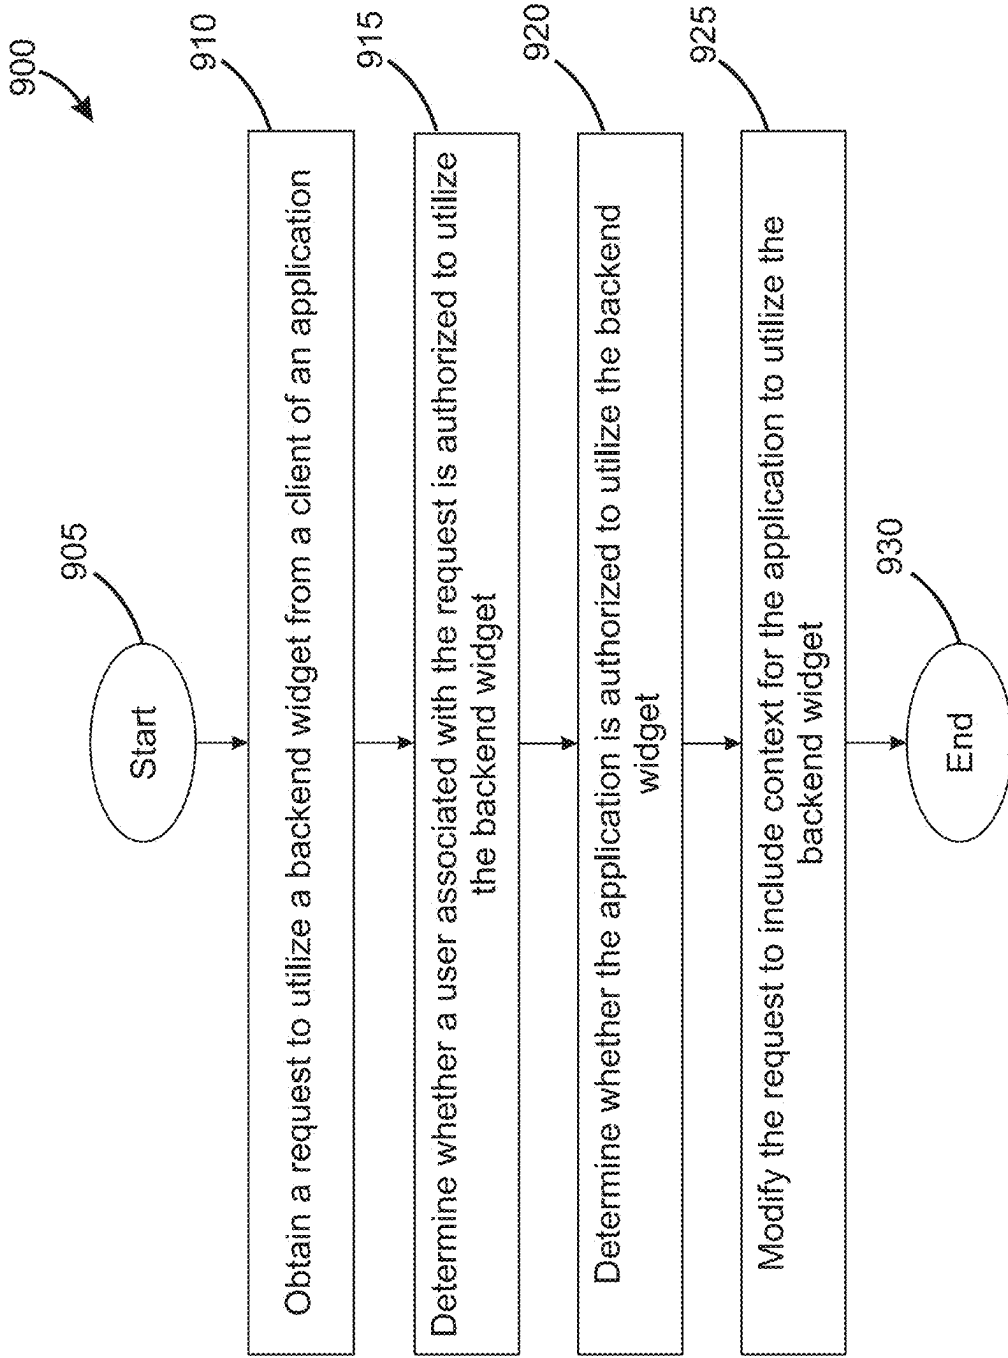 900
Start
905
Obtain a request to utilize a backend widget from a client of an application
910
Determine whether a user associated with the request is authorized to utilize
the backend widget
915
Determine whether the application is authorized to utilize the backend
widget
920
Modify the request to include context for the application to utilize the
backend widget
925
End
930